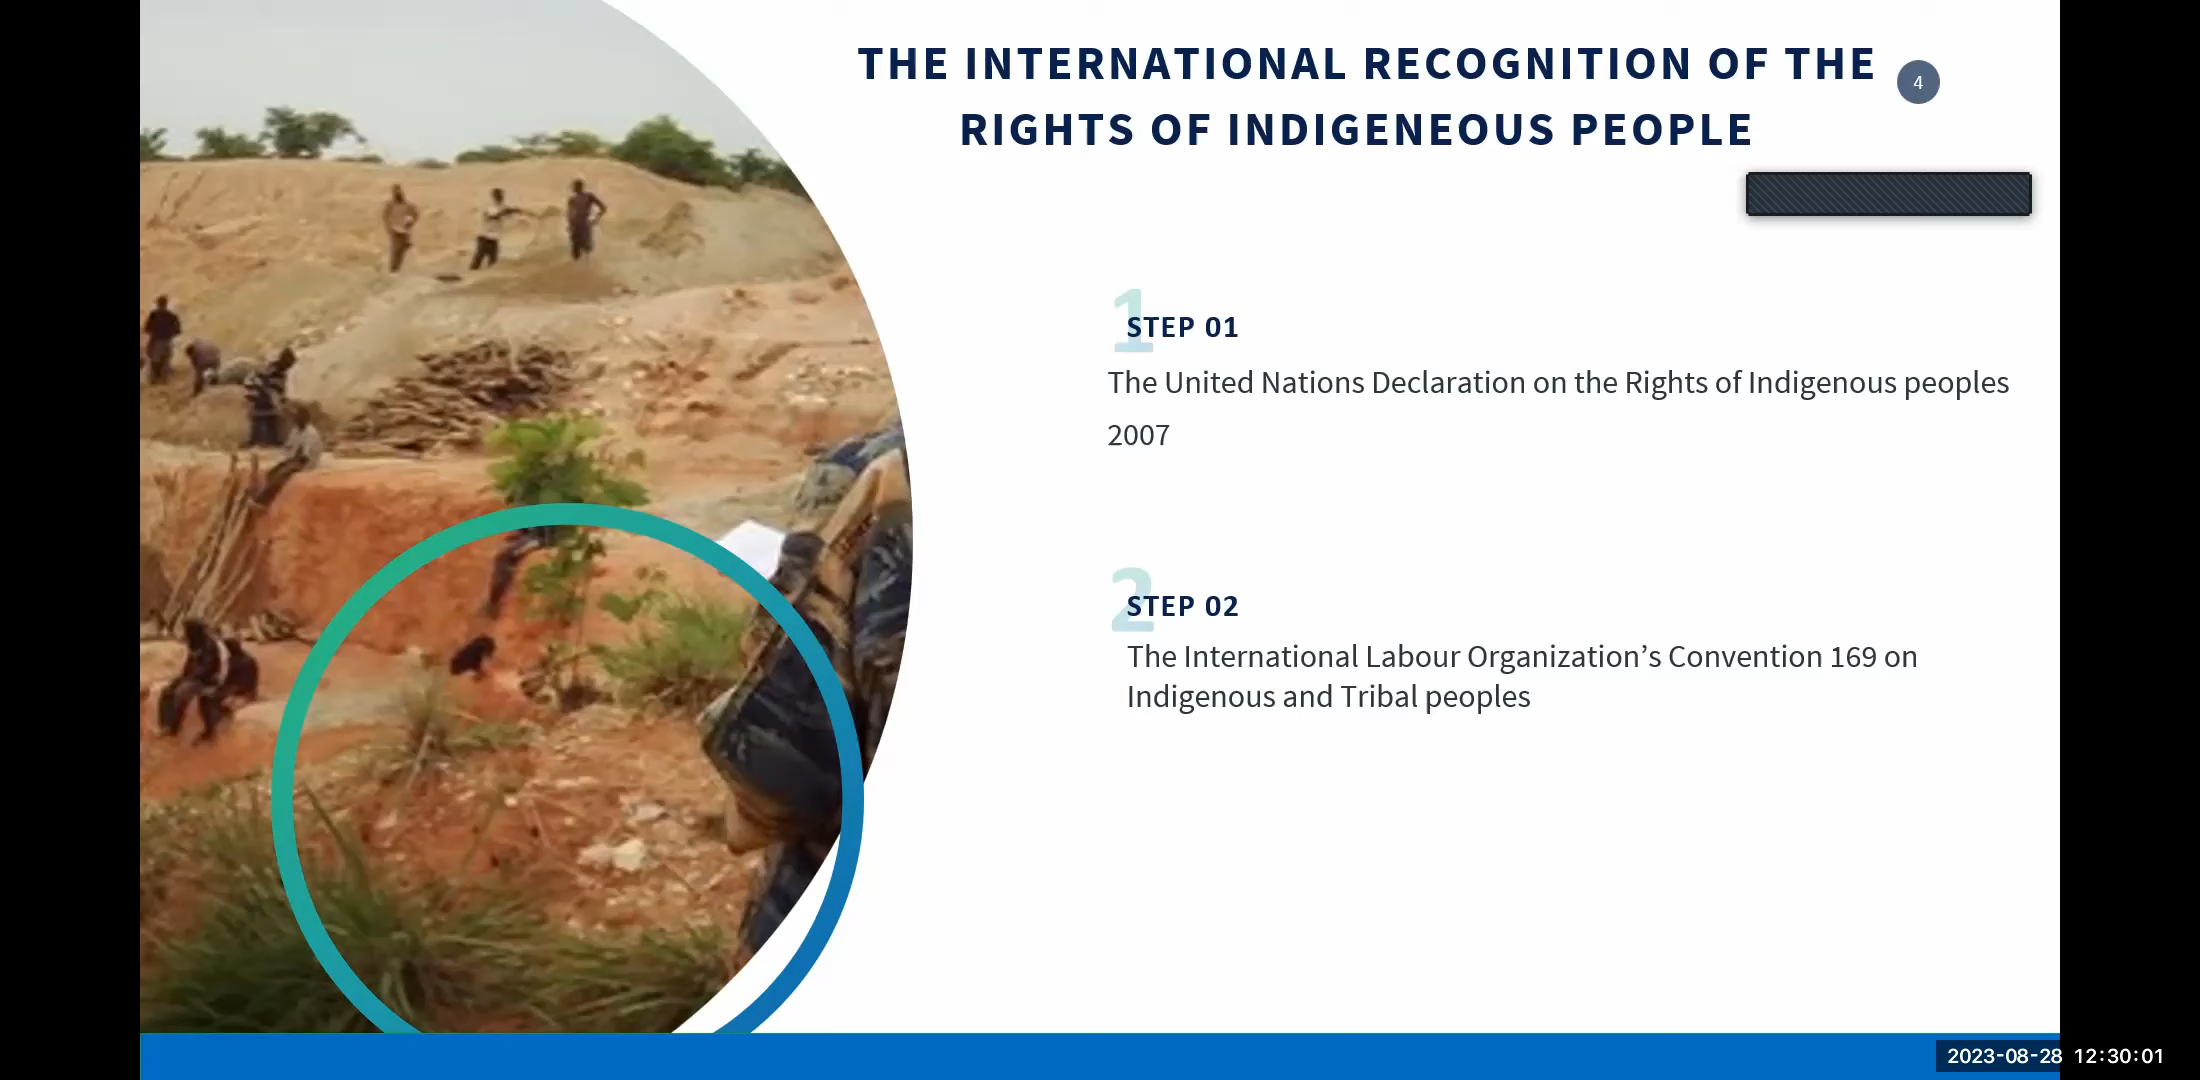 THE INTERNATIONAL RECOGNITION OF THE
RIGHTS OF INDIGENEOUS PEOPLE
4
1
STEP 01
The United Nations Declaration on the Rights of Indigenous peoples
2007
2
STEP 02
The International Labour Organization’s Convention 169 on
Indigenous and Tribal peoples
2023-08-28 12:30:01